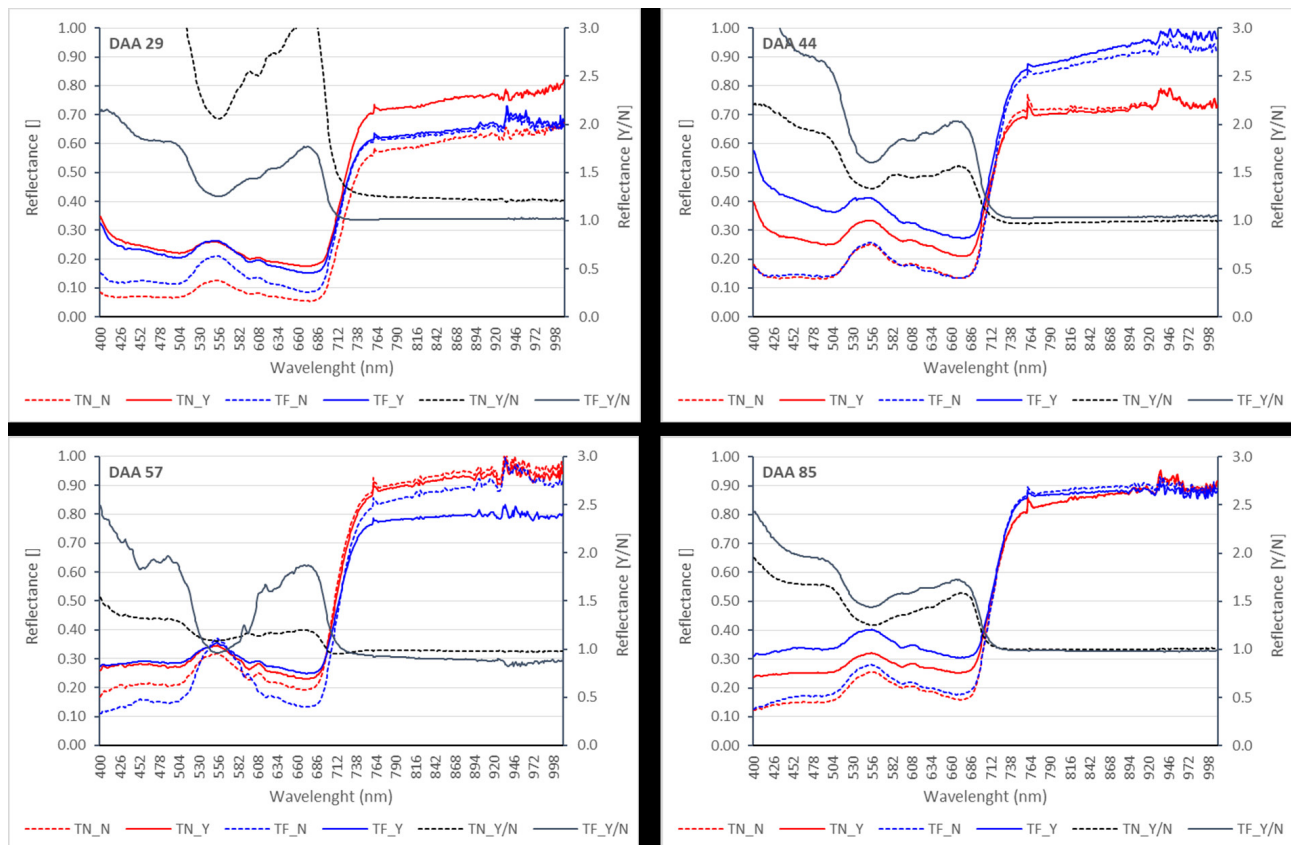 DAA 29
Reflectance []
1.00 0.90 0.80 0.70 0.60 0.50 0.40 0.30 0.20 0.10 0.00
3.0 2.5 2.0 1.5 1.0 0.5 0.0
Reflectance [Y/N]
400 426 452 478 504 530 556 582 608 634 660 686 712 738 764 790 816 842 868 894 920 946 972 998
Wavelenght (nm)
TN_N TN_Y TF_N TF_Y TN_Y/N TF_Y/N
DAA 44
Reflectance []
1.00 0.90 0.80 0.70 0.60 0.50 0.40 0.30 0.20 0.10 0.00
3.0 2.5 2.0 1.5 1.0 0.5 0.0
Reflectance [Y/N]
400 426 452 478 504 530 556 582 608 634 660 686 712 738 764 790 816 842 868 894 920 946 972 998
Wavelenght (nm)
TN_N TN_Y TF_N TF_Y TN_Y/N TF_Y/N
DAA 57
Reflectance []
1.00 0.90 0.80 0.70 0.60 0.50 0.40 0.30 0.20 0.10 0.00
3.0 2.5 2.0 1.5 1.0 0.5 0.0
Reflectance [Y/N]
400 426 452 478 504 530 556 582 608 634 660 686 712 738 764 790 816 842 868 894 920 946 972 998
Wavelenght (nm)
TN_N TN_Y TF_N TF_Y TN_Y/N TF_Y/N
DAA 85
Reflectance []
1.00 0.90 0.80 0.70 0.60 0.50 0.40 0.30 0.20 0.10 0.00
3.0 2.5 2.0 1.5 1.0 0.5 0.0
Reflectance [Y/N]
400 426 452 478 504 530 556 582 608 634 660 686 712 738 764 790 816 842 868 894 920 946 972 998
Wavelenght (nm)
TN_N TN_Y TF_N TF_Y TN_Y/N TF_Y/N